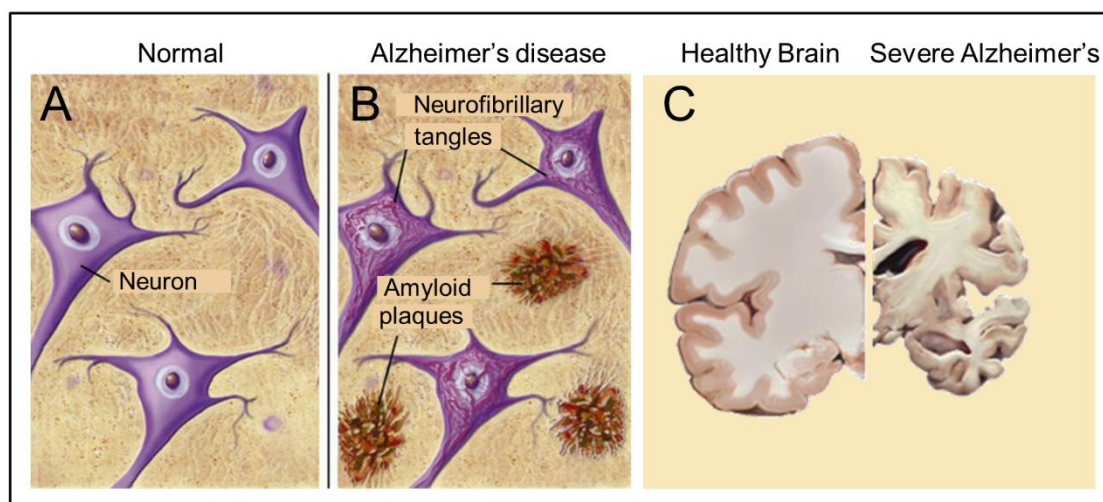 Normal
Alzheimer’s disease
Healthy Brain
Severe Alzheimer’s
A
B
C
Neurofibrillary
tangles
Neuron
Amyloid
plaques